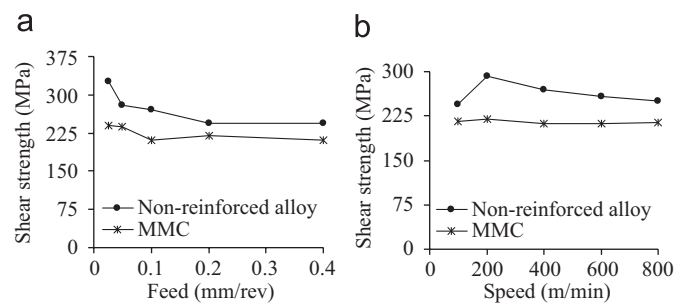 a
Shear strength (MPa)
375
300
225
150
75
0
Non-reinforced alloy
MMC
0
0.1
0.2
0.3
0.4
Feed (mm/rev)
b
Shear strength (MPa)
300
225
150
75
0
Non-reinforced alloy
MMC
0
200
400
600
800
Speed (m/min)